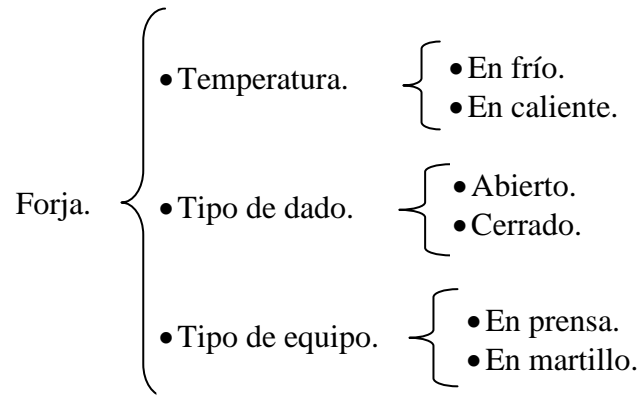 • Temperatura.
• En frío.
• En caliente.
Forja.
• Tipo de dado.
• Abierto.
• Cerrado.
• Tipo de equipo.
• En prensa.
• En martillo.